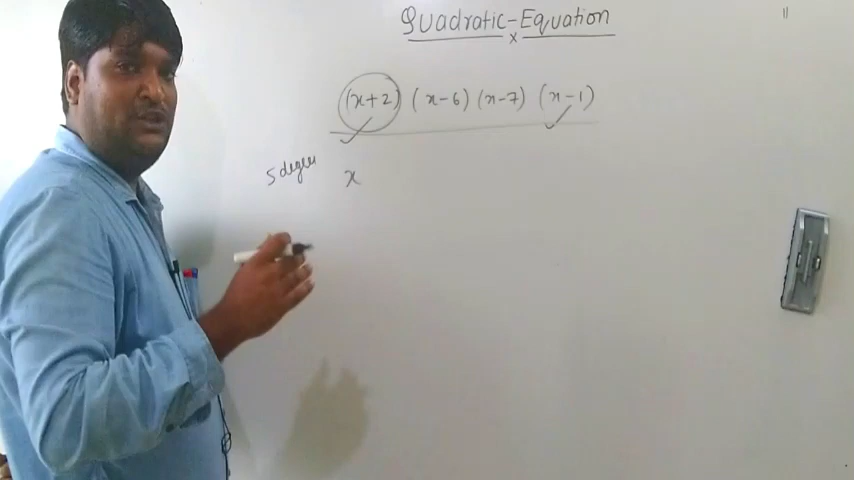 Quadratic-Equation
x
(x+2) (x-6) (x-7) (x-1)
5 degree x